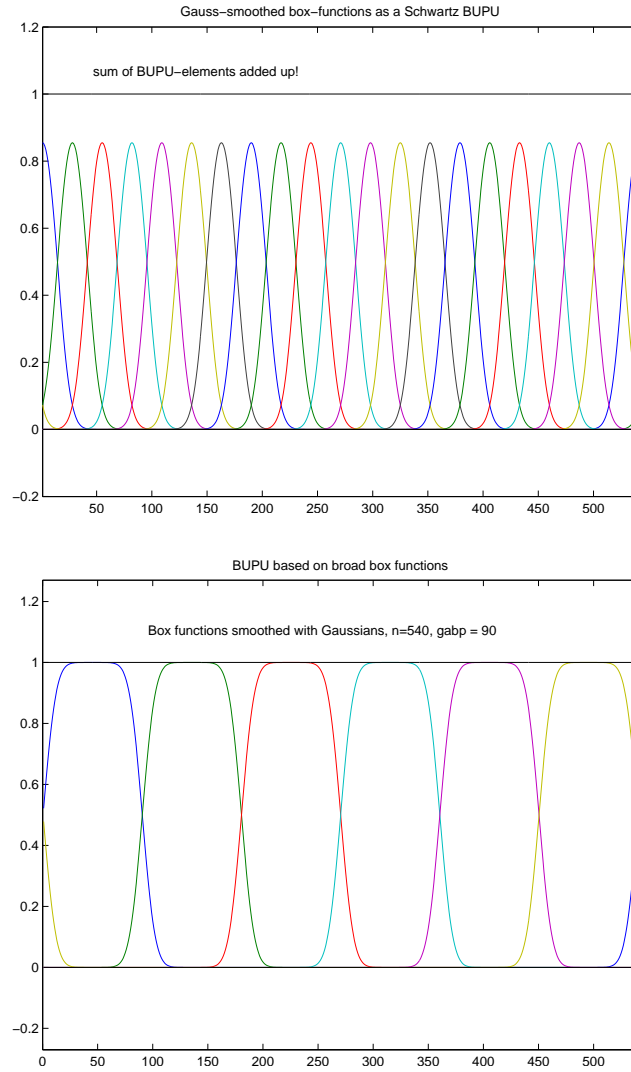 Gauss−smoothed box−functions as a Schwartz BUPU
1.2
sum of BUPU−elements added up!
1
0.8
0.6
0.4
0.2
0
−0.2
50 100 150 200 250 300 350 400 450 500
BUPU based on broad box functions
1.2
Box functions smoothed with Gaussians, n=540, gabp = 90
1
0.8
0.6
0.4
0.2
0
−0.2
0 50 100 150 200 250 300 350 400 450 500